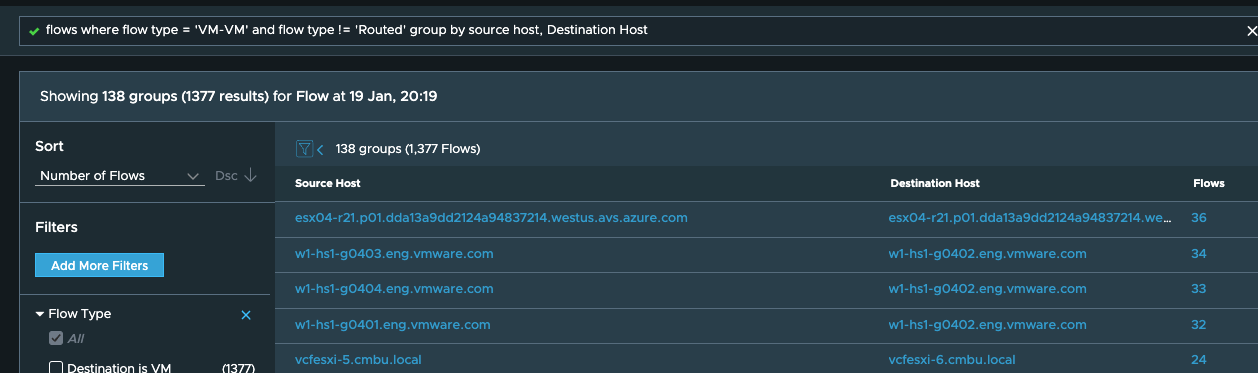 flows where flow type = 'VM-VM' and flow type != 'Routed' group by source host, Destination Host
Showing 138 groups (1377 results) for Flow at 19 Jan, 20:19
Sort
Number of Flows Dsc
Filters
Add More Filters
Flow Type
All
Destination is VM (1377)
138 groups (1,377 Flows)
Source Host Destination Host Flows
esx04-r21.p01.dda13a9dd2124a94837214.westus.avs.azure.com esx04-r21.p01.dda13a9dd2124a94837214.we... 36
w1-hs1-g0403.eng.vmware.com w1-hs1-g0402.eng.vmware.com 34
w1-hs1-g0404.eng.vmware.com w1-hs1-g0402.eng.vmware.com 33
w1-hs1-g0401.eng.vmware.com w1-hs1-g0402.eng.vmware.com 32
vcfesxi-5.cmbu.local vcfesxi-6.cmbu.local 24